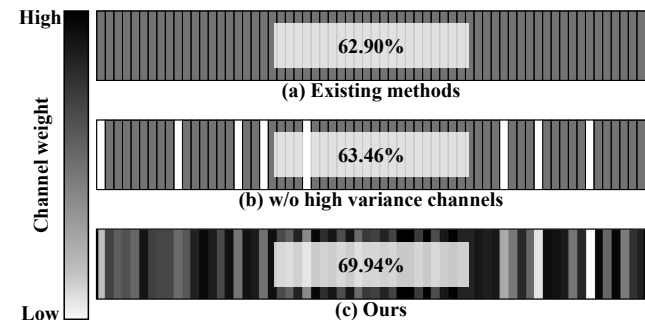 High
Channel weight
Low
62.90%
(a) Existing methods
63.46%
(b) w/o high variance channels
69.94%
(c) Ours